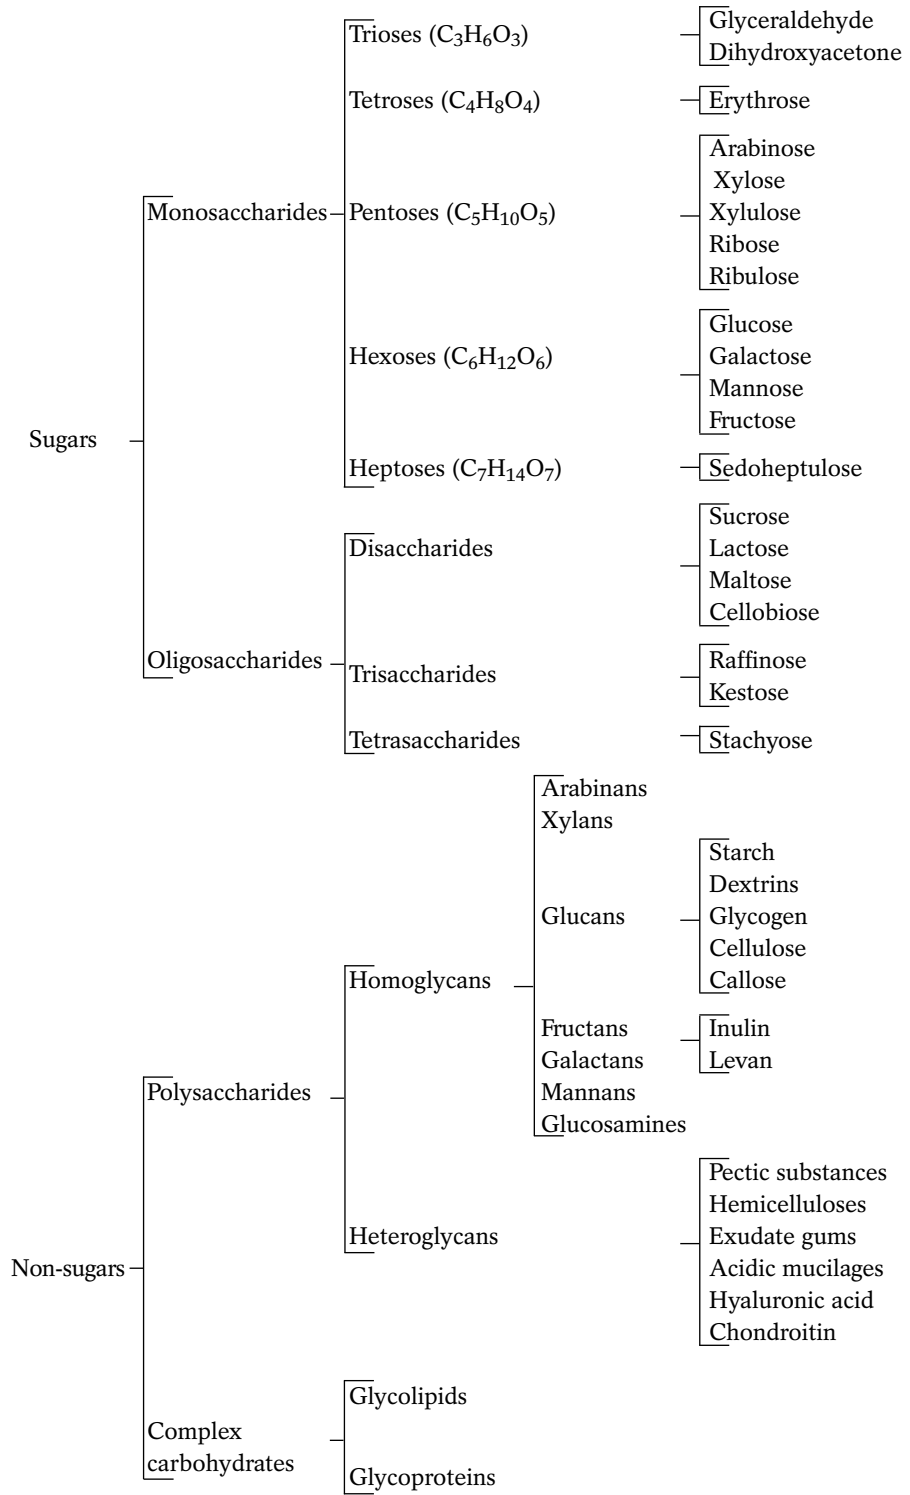 Trioses (C₃H₆O₃)
Glyceraldehyde
Dihydroxyacetone
Tetroses (C₄H₈O₄)
Erythrose
Monosaccharides
Pentoses (C₅H₁₀O₅)
Arabinose
Xylose
Xylulose
Ribose
Ribulose
Hexoses (C₆H₁₂O₆)
Glucose
Galactose
Mannose
Fructose
Sugars
Heptoses (C₇H₁₄O₇)
Sedoheptulose
Oligosaccharides
Disaccharides
Sucrose
Lactose
Maltose
Cellobiose
Trisaccharides
Raffinose
Kestose
Tetrasaccharides
Stachyose
Non-sugars
Polysaccharides
Homoglycans
Arabinans
Xylans
Glucans
Starch
Dextrins
Glycogen
Cellulose
Callose
Fructans
Inulin
Levan
Galactans
Mannans
Glucosamines
Heteroglycans
Pectic substances
Hemicelluloses
Exudate gums
Acidic mucilages
Hyaluronic acid
Chondroitin
Complex
carbohydrates
Glycolipids
Glycoproteins